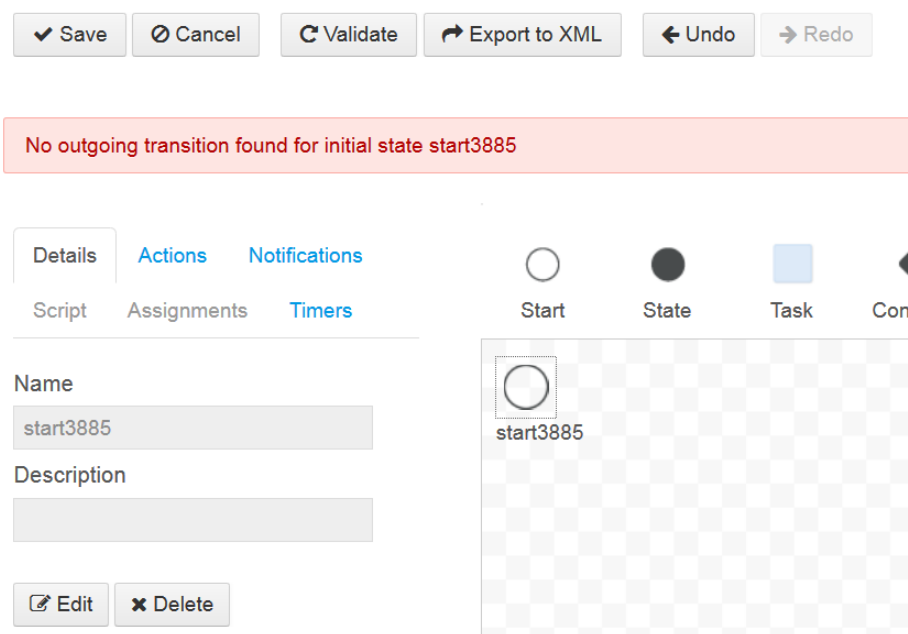 Save Cancel Validate Export to XML Undo Redo
No outgoing transition found for initial state start3885
Details Actions Notifications
Script Assignments Timers
Start State Task
Name
start3885
start3885
Description
Edit Delete